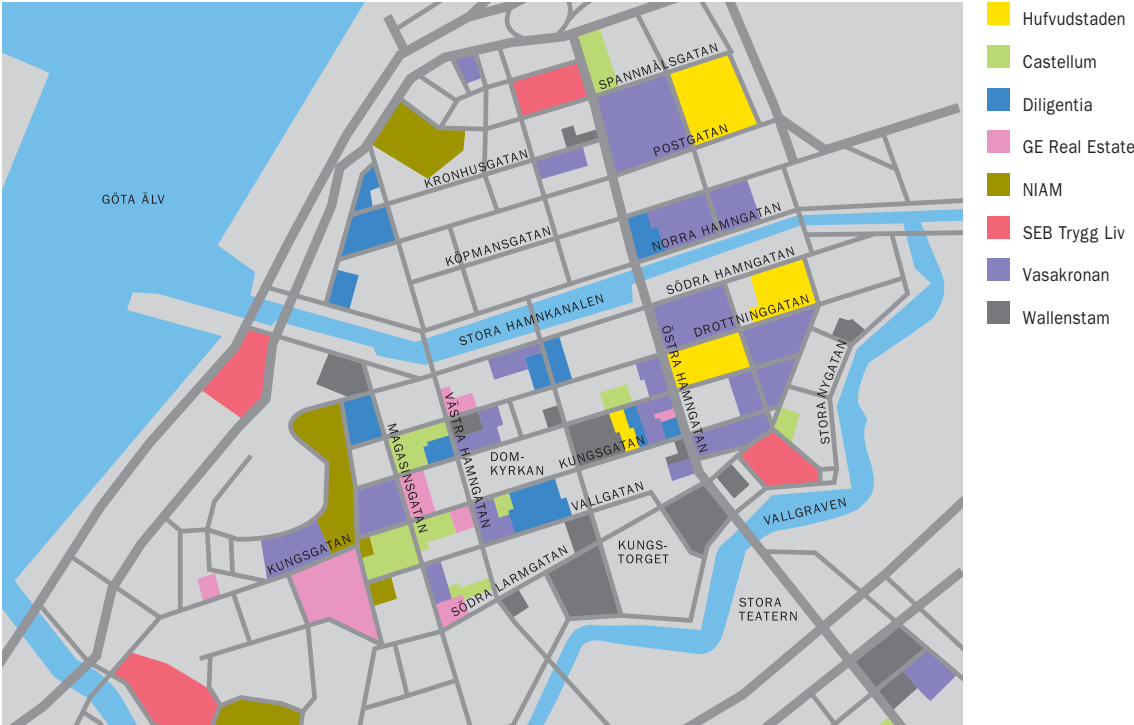 SPANNMÅLSGATAN
POSTGATAN
KRONHUSGATAN
GÖTA ÄLV
NORRA HAMNGATAN
KÖPMANSGATAN
SÖDRA HAMNGATAN
STORA HAMNKANALEN
DROTTNINGGATAN
ÖSTRA HAMNGATAN
STORA NYGATAN
VÄSTRA HAMNGATAN
MAGASINSGATAN
DOM-
KYRKAN
KUNGSGATAN
VALLGATAN
VALLGRAVEN
KUNGSGATAN
KUNGS-
TORGET
SÖDRA LARMGATAN
STORA
TEATERN
Hufvudstaden
Castellum
Diligentia
GE Real Estate
NIAM
SEB Trygg Liv
Vasakronan
Wallenstam